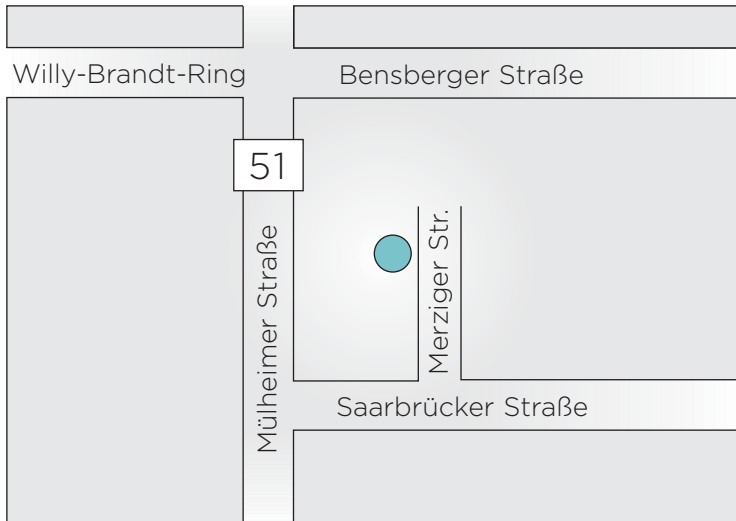 Willy-Brandt-Ring
Bensberger Straße
51
Mülheimer Straße
Merziger Str.
Saarbrücker Straße